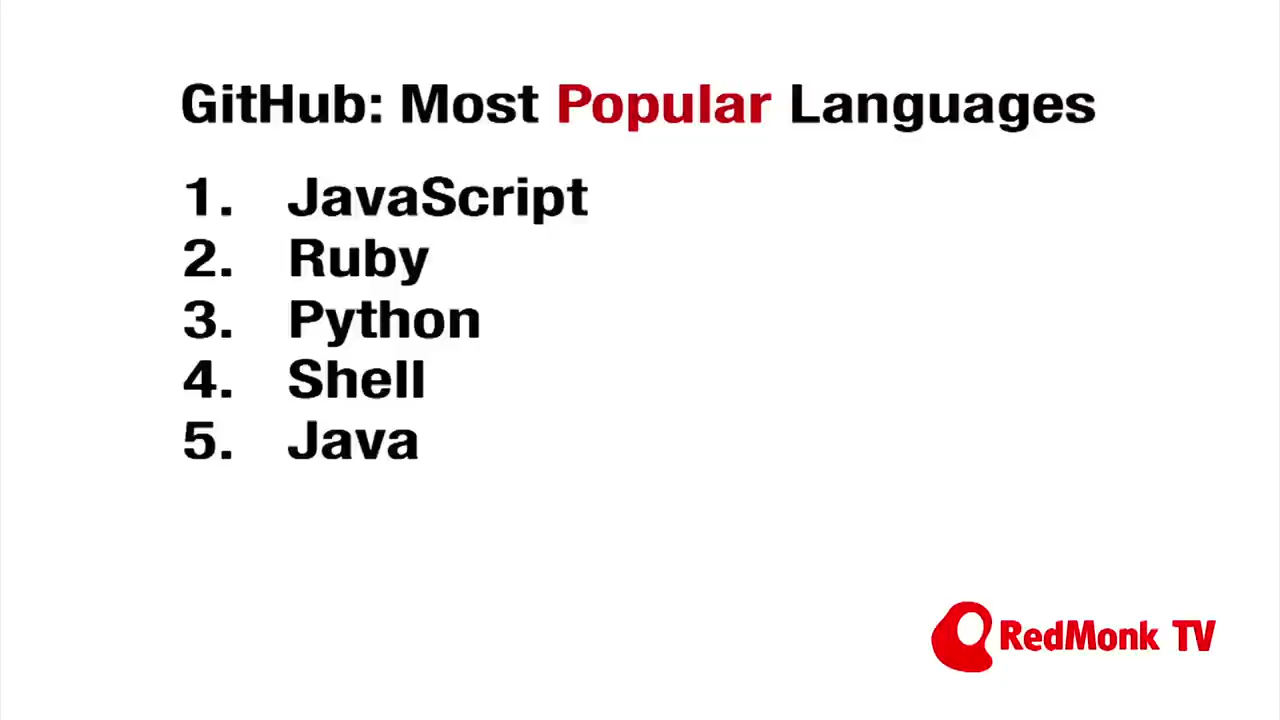 GitHub: Most Popular Languages
1. JavaScript
2. Ruby
3. Python
4. Shell
5. Java
RedMonk TV